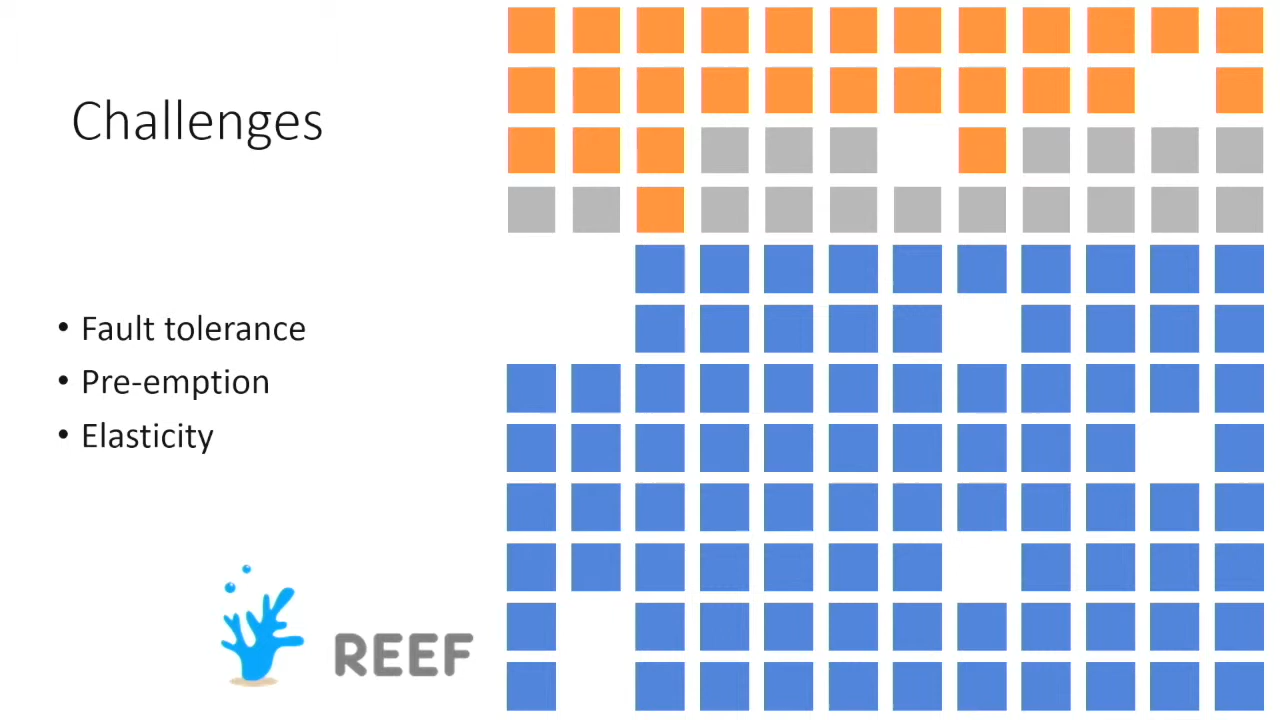 Challenges
• Fault tolerance
• Pre-emption
• Elasticity
REEF